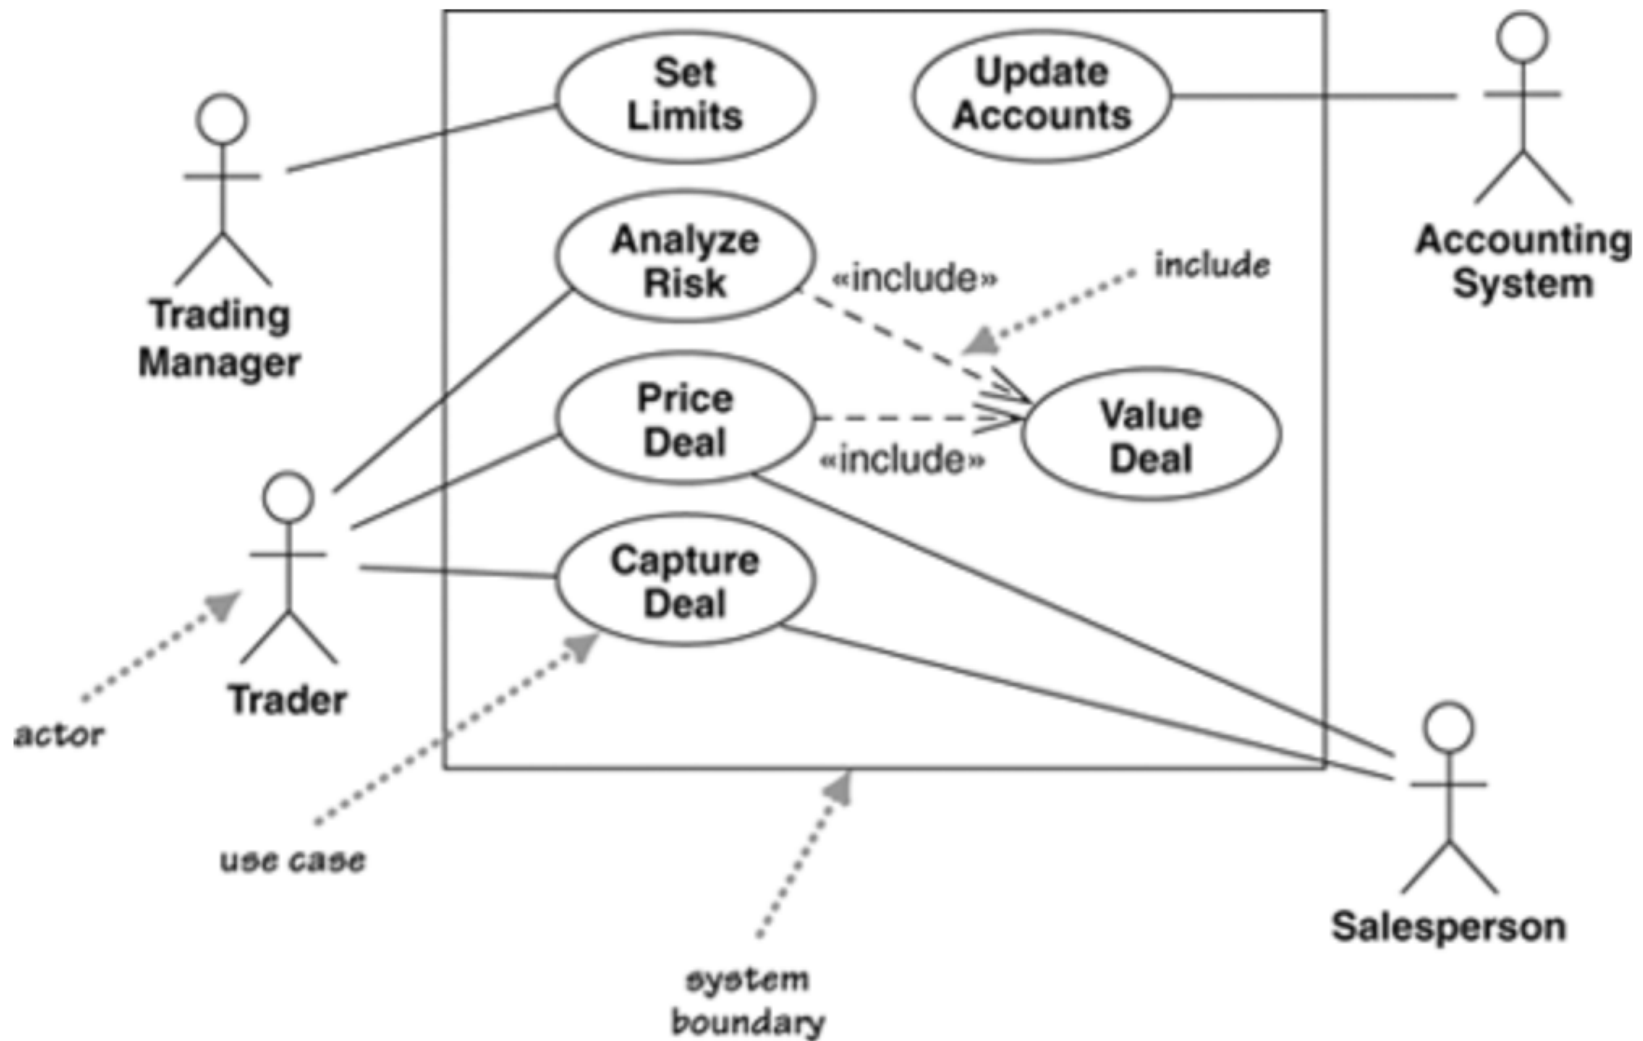 Set
Limits
Update
Accounts
Trading
Manager
Accounting
System
Analyze
Risk
«include»
include
Price
Deal
«include»
Value
Deal
Capture
Deal
Trader
actor
use case
Salesperson
system
boundary